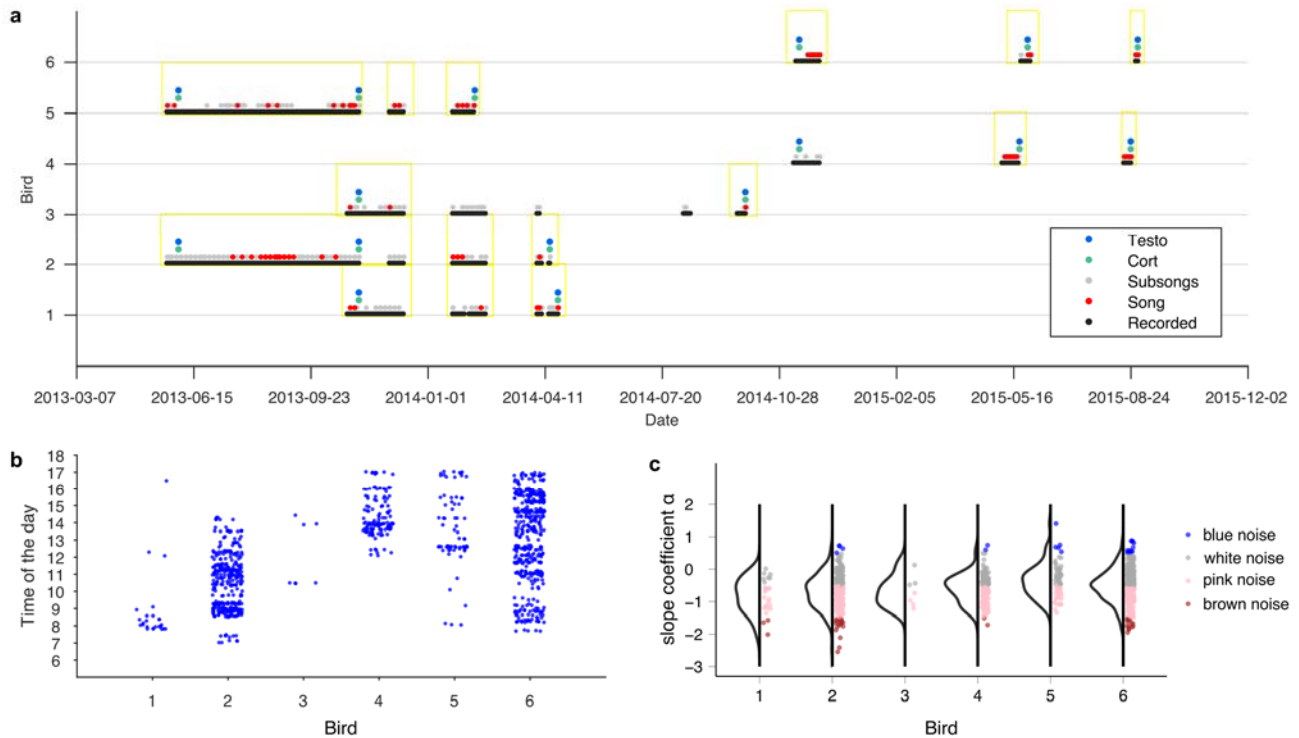 a
6
5
4
3
2
1
Bird
Testo
Cort
Subsongs
Song
Recorded
2013-03-07 2013-06-15 2013-09-23 2014-01-01 2014-04-11 2014-07-20 2014-10-28 2015-02-05 2015-05-16 2015-08-24 2015-12-02
Date
b
18
17
16
15
14
13
12
11
10
9
8
7
6
Time of the day
1 2 3 4 5 6
Bird
c
2
1
0
−1
−2
−3
slope coefficient α
1 2 3 4 5 6
Bird
blue noise
white noise
pink noise
brown noise